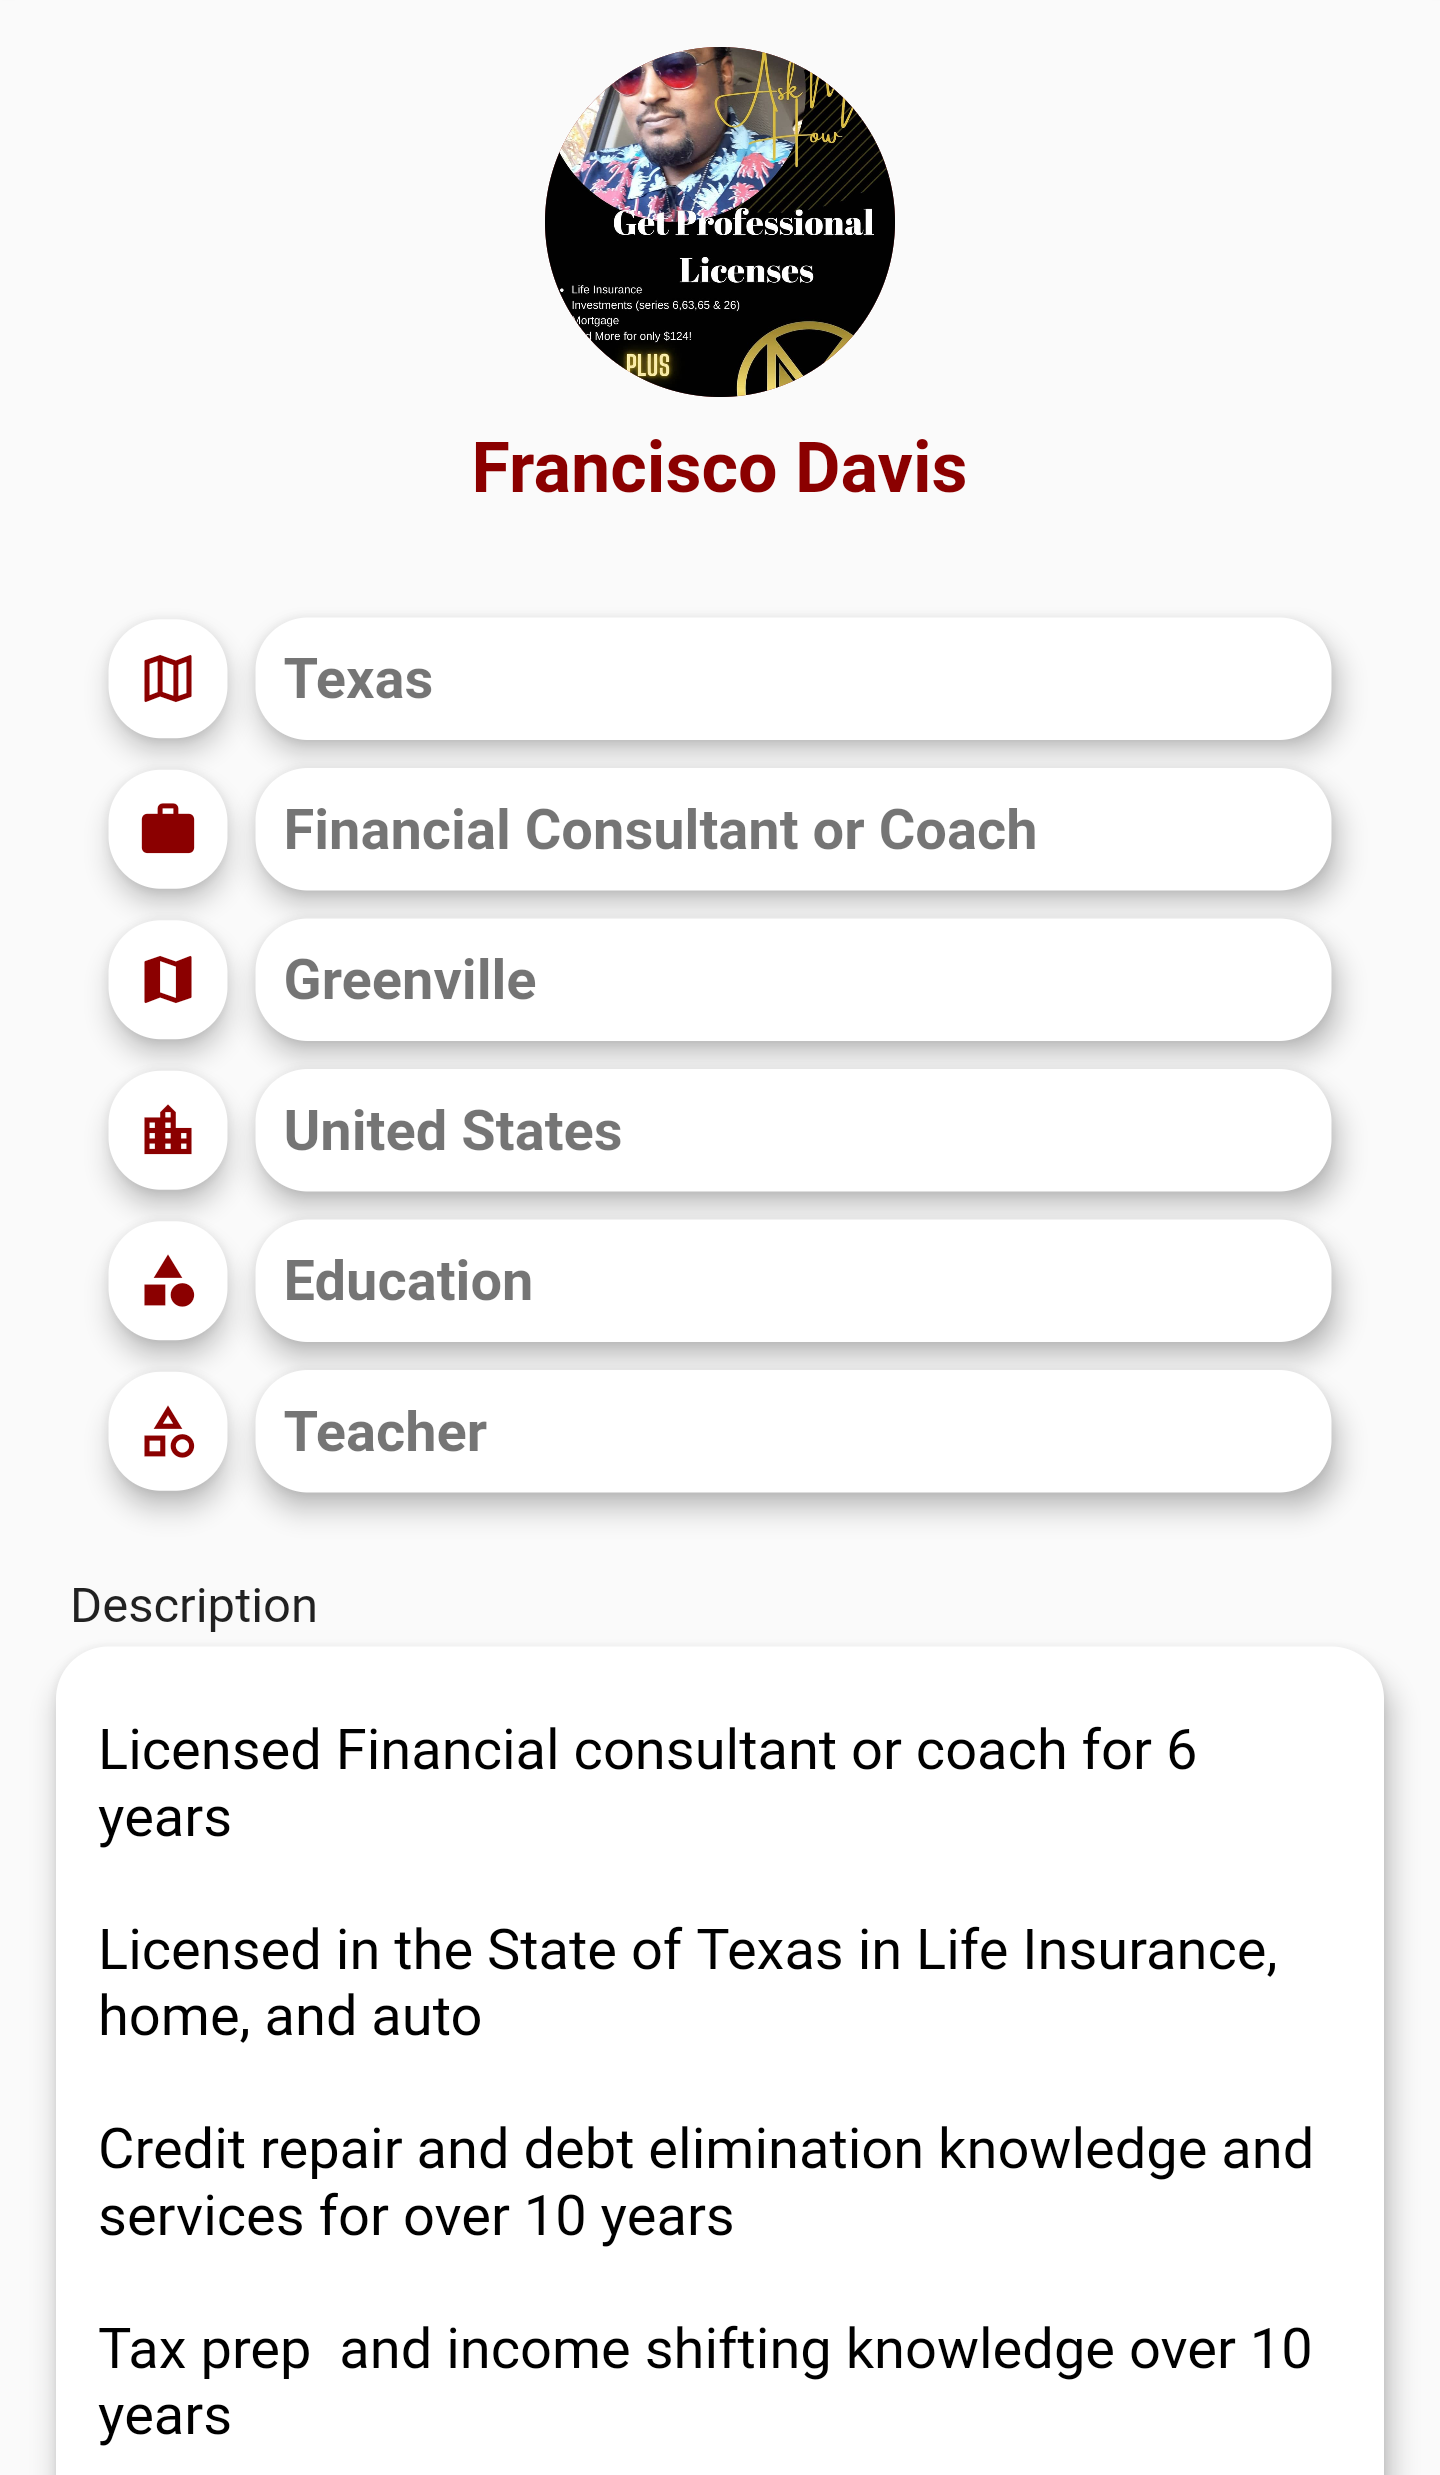 Ask M
How
Get Professional
Licenses
• Life Insurance
Investments (series 6,63,65 & 26)
Mortgage
More for only $124!
PLUS
Francisco Davis
Texas
Financial Consultant or Coach
Greenville
United States
Education
Teacher
Description
Licensed Financial consultant or coach for 6
years
Licensed in the State of Texas in Life Insurance,
home, and auto
Credit repair and debt elimination knowledge and
services for over 10 years
Tax prep  and income shifting knowledge over 10
years